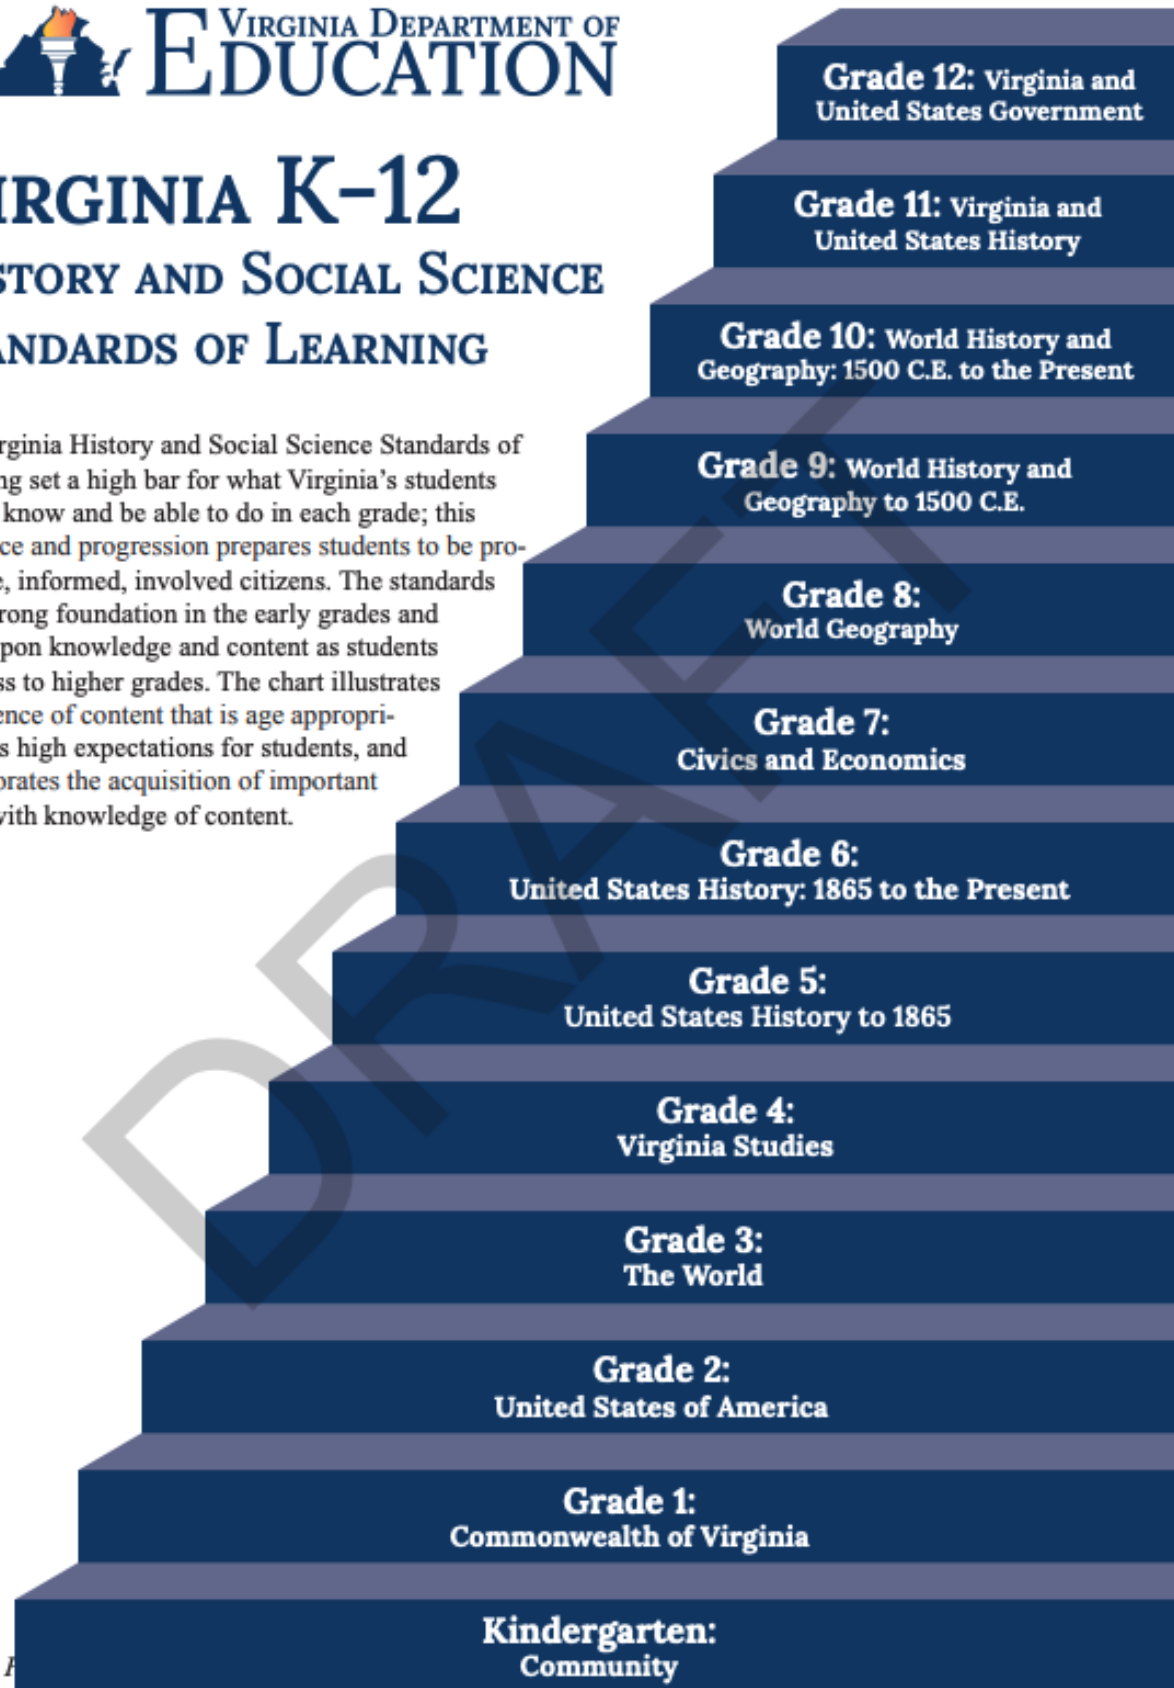 VIRGINIA DEPARTMENT OF
EDUCATION
IRGINIA K–12
STORY AND SOCIAL SCIENCE
ANDARDS OF LEARNING
rginia History and Social Science Standards of
ng set a high bar for what Virginia's students
know and be able to do in each grade; this
ce and progression prepares students to be pro-
e, informed, involved citizens. The standards
rong foundation in the early grades and
pon knowledge and content as students
ss to higher grades. The chart illustrates
ence of content that is age appropri-
s high expectations for students, and
orates the acquisition of important
with knowledge of content.
Grade 12: Virginia and
United States Government
Grade 11: Virginia and
United States History
Grade 10: World History and
Geography: 1500 C.E. to the Present
Grade 9: World History and
Geography to 1500 C.E.
Grade 8:
World Geography
Grade 7:
Civics and Economics
Grade 6:
United States History: 1865 to the Present
Grade 5:
United States History to 1865
Grade 4:
Virginia Studies
Grade 3:
The World
Grade 2:
United States of America
Grade 1:
Commonwealth of Virginia
Kindergarten:
Community
DRAFT